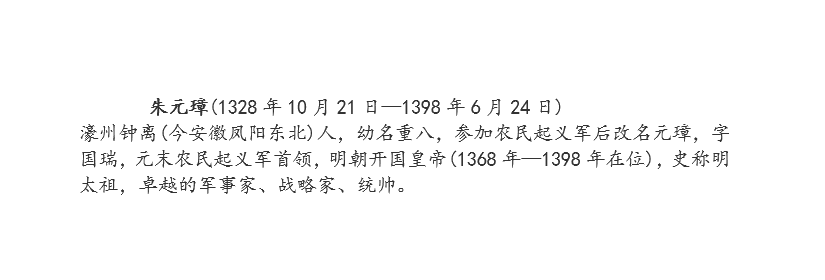 朱元璋(1328 年 10 月 21 日—1398 年 6 月 24 日)
濠州钟离(今安徽凤阳东北)人，幼名重八，参加农民起义军后改名元璋，字
国瑞，元末农民起义军首领，明朝开国皇帝(1368 年—1398 年在位)，史称明
太祖，卓越的军事家、战略家、统帅。